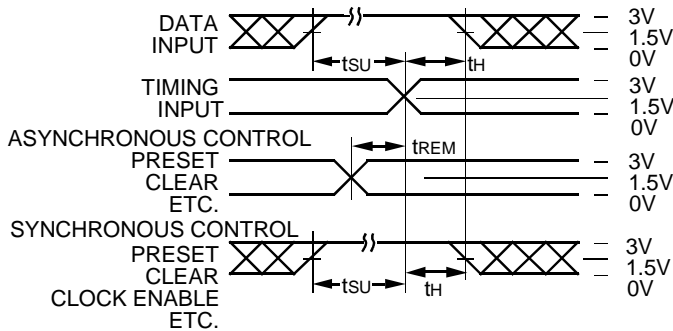 DATA
INPUT
3V
1.5V
0V
tSU
tH
TIMING
INPUT
3V
1.5V
0V
ASYNCHRONOUS CONTROL
tREM
PRESET
CLEAR
ETC.
3V
1.5V
0V
SYNCHRONOUS CONTROL
PRESET
CLEAR
CLOCK ENABLE
ETC.
3V
1.5V
0V
tSU
tH